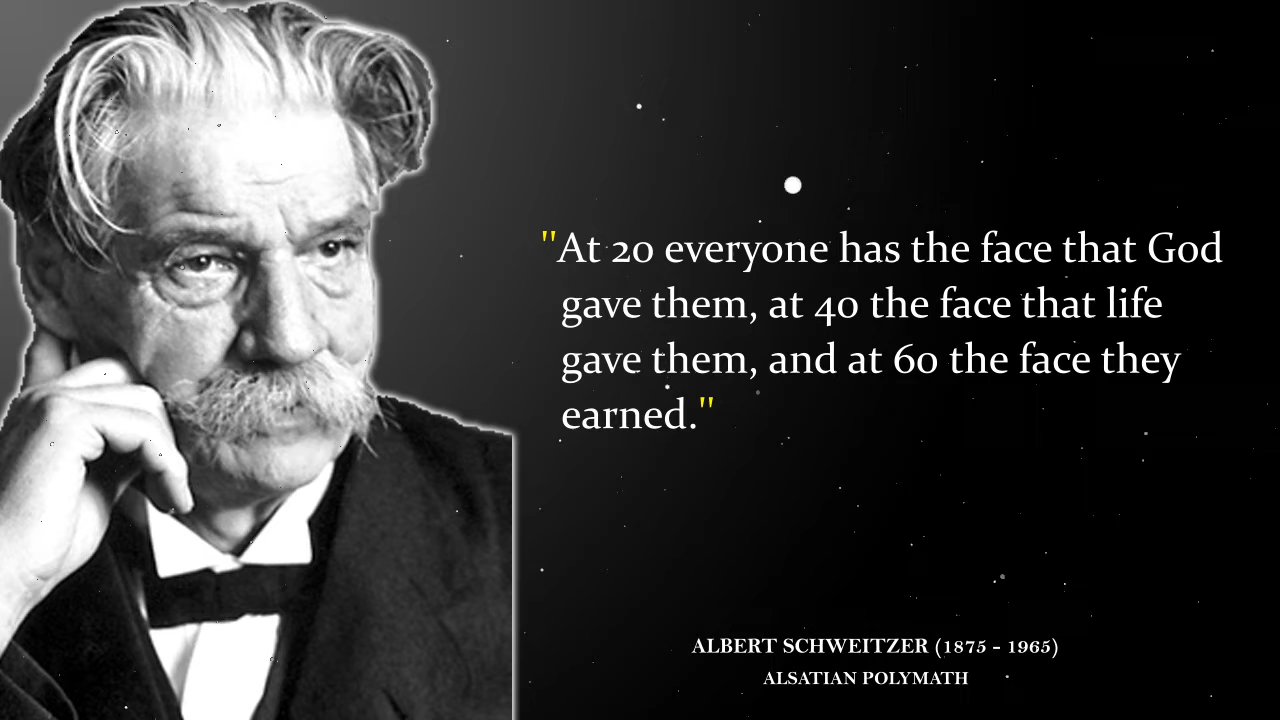 "At 20 everyone has the face that God
gave them, at 40 the face that life
gave them, and at 60 the face they
earned."
ALBERT SCHWEITZER (1875 - 1965)
ALSATIAN POLYMATH